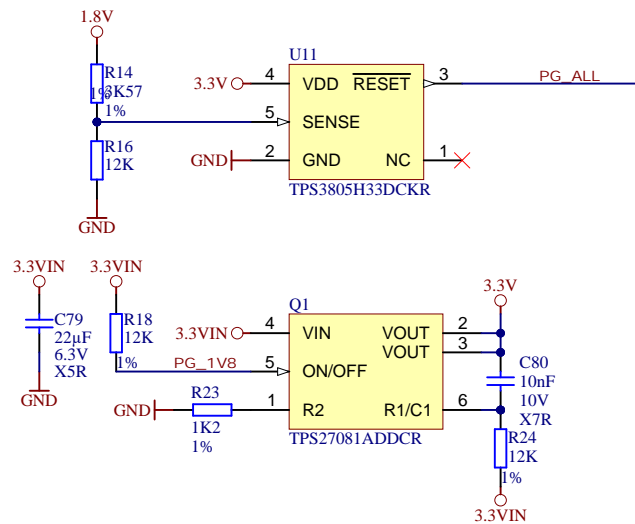 1.8V
R14
3K57
1%
1%
R16
12K
GND
U11
3.3V
4
VDD
RESET
3
PG_ALL
5
SENSE
GND
2
GND
NC
1
TPS3805H33DCKR
3.3VIN
C79
22µF
6.3V
X5R
GND
3.3VIN
R18
12K
1%
PG_1V8
Q1
3.3VIN
4
VIN
VOUT
2
VOUT
3
5
ON/OFF
GND
R23
1K2
1%
1
R2
R1/C1
6
TPS27081ADDCR
3.3V
C80
10nF
10V
X7R
R24
12K
1%
3.3VIN